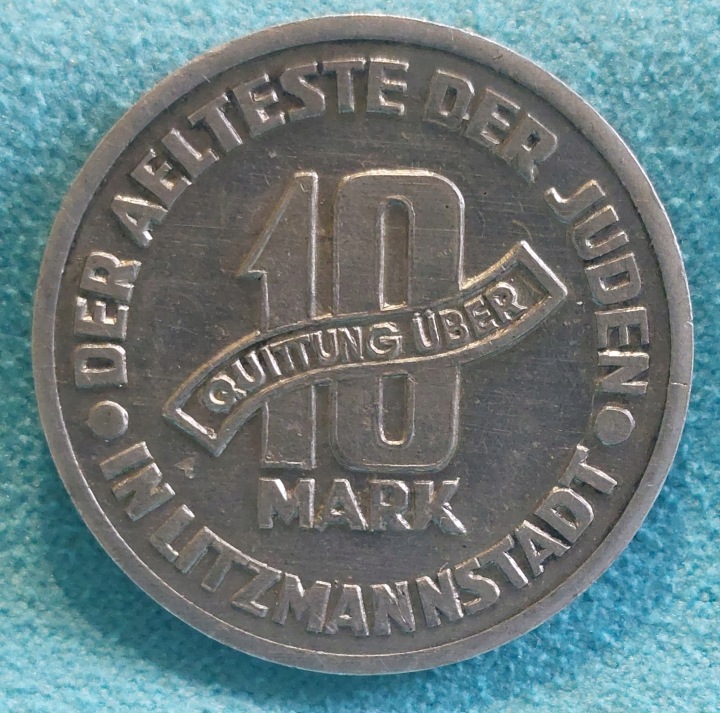 DER AELTESTE DER JUDEN
10
QUITTUNG ÜBER
MARK
IN LITZMANNSTADT